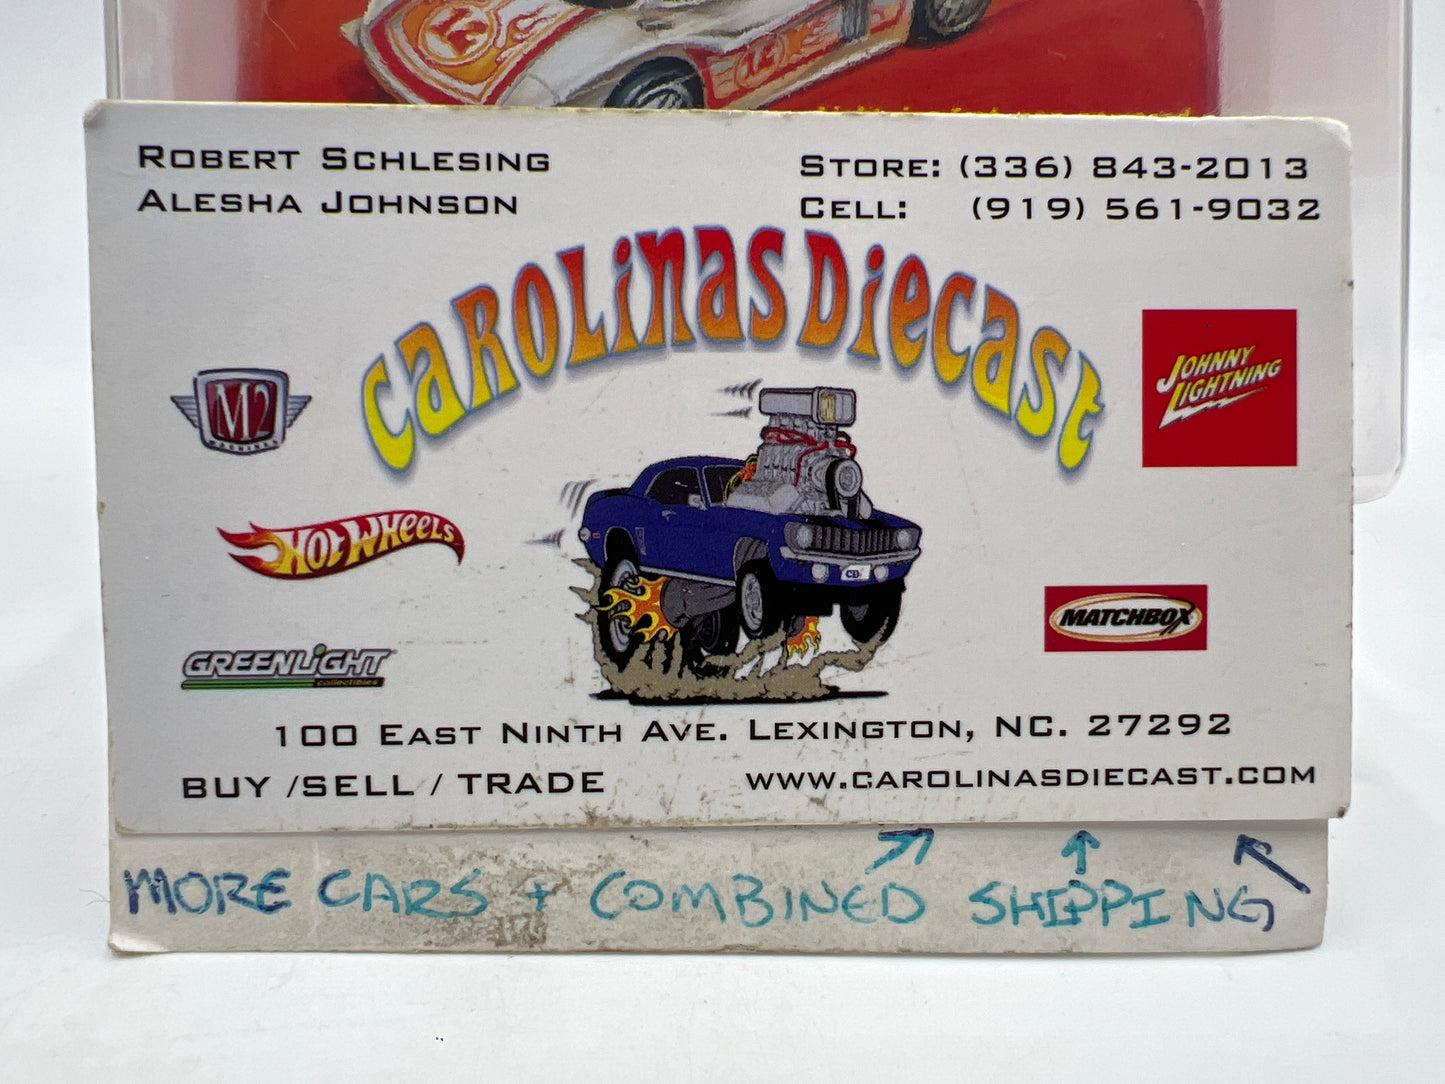 ROBERT SCHLESING
ALESHA JOHNSON
STORE: (336) 843-2013
CELL: (919) 561-9032
CAROLINAS DIECAST
M2
MACHINES
JOHNNY
LIGHTNING
HOT WHEELS
MATCHBOX
GREENLIGHT
collectibles
100 EAST NINTH AVE. LEXINGTON, NC. 27292
BUY /SELL / TRADE
WWW.CAROLINASDIECAST.COM
MORE CARS + COMBINED SHIPPING